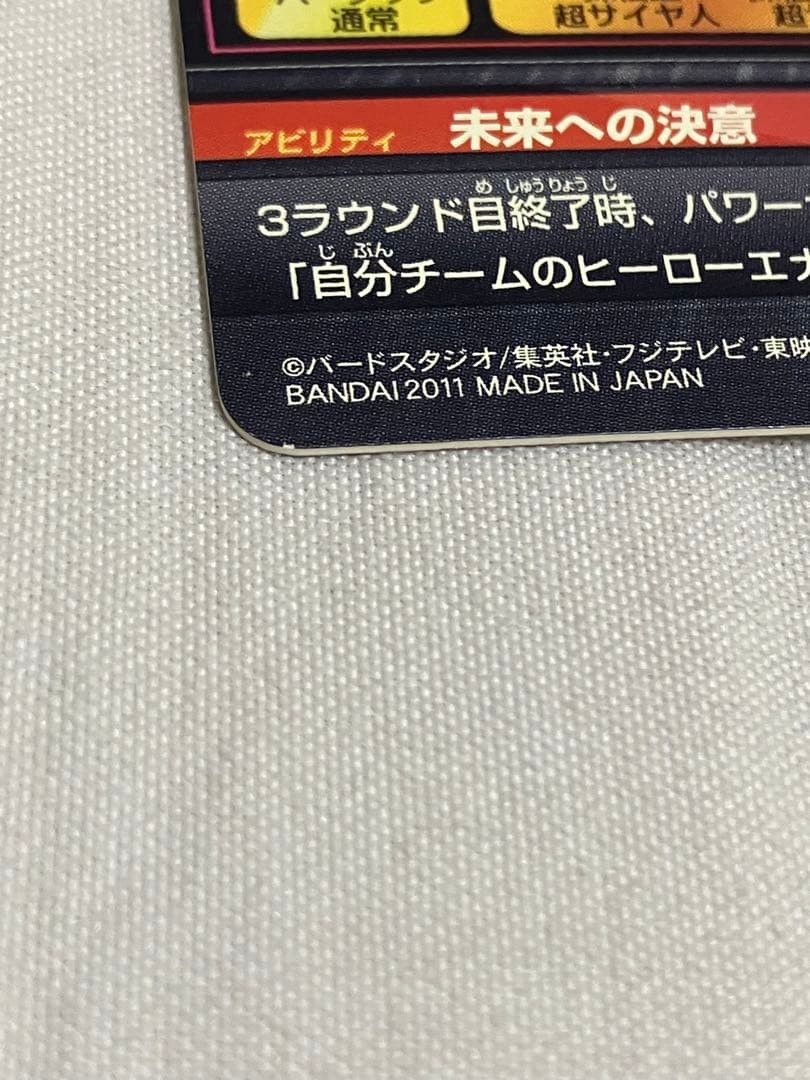 通常
超サイヤ人
超
アビリティ 未来への決意
め しゅうりょう じ
3ラウンド目終了時、パワー
じ ぶん
「自分チームのヒーローエナ
©バードスタジオ/集英社・フジテレビ・東映
BANDAI 2011 MADE IN JAPAN